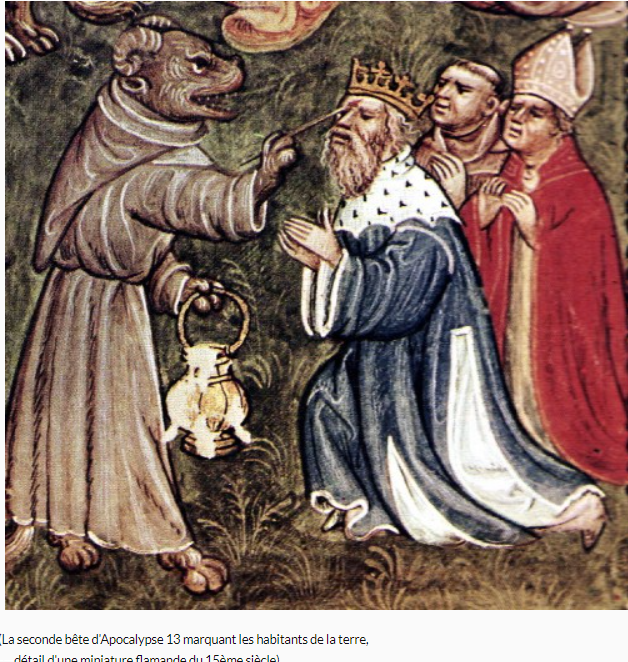 (La seconde bête d'Apocalypse 13 marquant les habitants de la terre,
détail d'une miniature flamande du 15ème siècle)